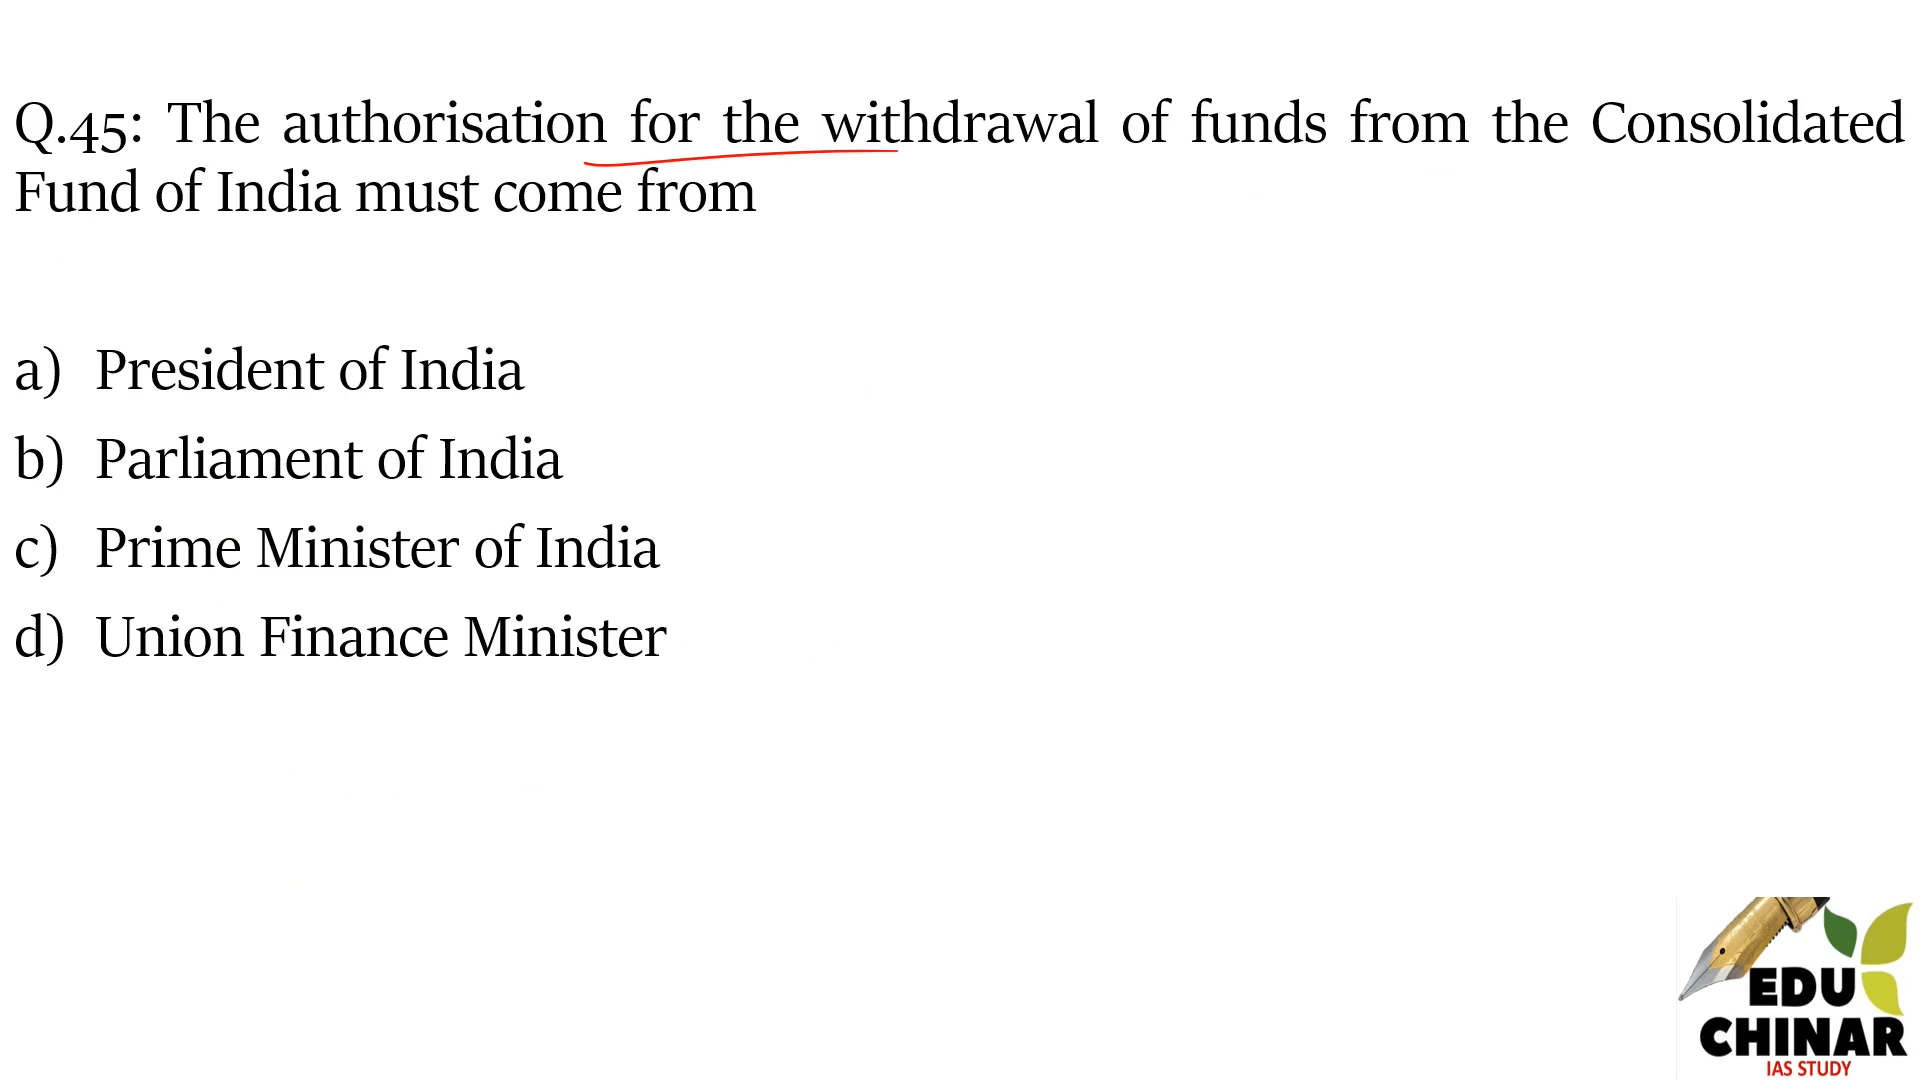 Q.45: The authorisation for the withdrawal of funds from the Consolidated
Fund of India must come from
a) President of India
b) Parliament of India
c) Prime Minister of India
d) Union Finance Minister
EDU
CHINAR
IAS STUDY